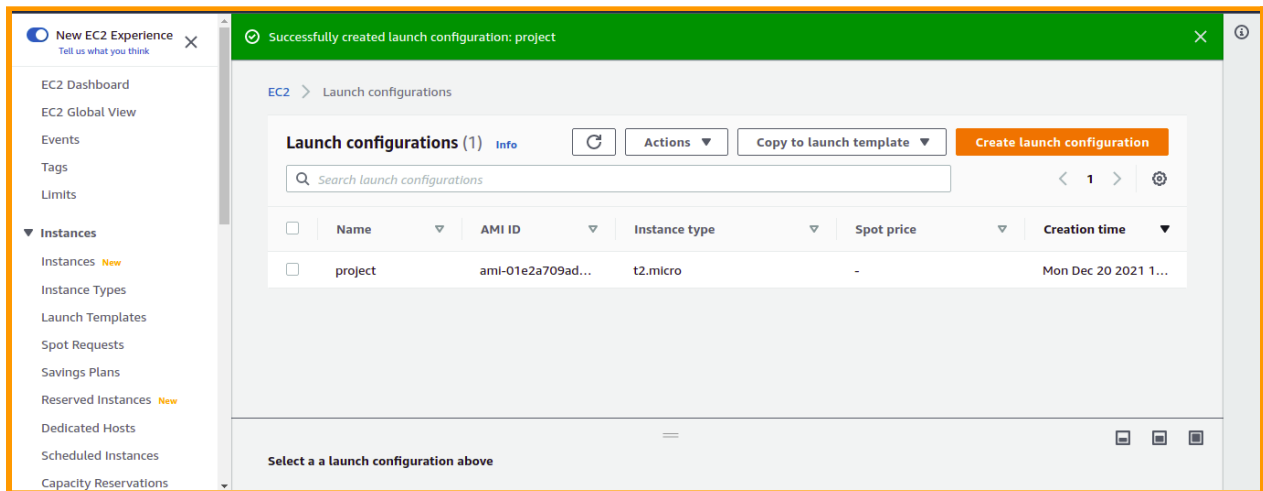 New EC2 Experience
Tell us what you think
EC2 Dashboard
EC2 Global View
Events
Tags
Limits
Instances
Instances New
Instance Types
Launch Templates
Spot Requests
Savings Plans
Reserved Instances New
Dedicated Hosts
Scheduled Instances
Capacity Reservations
Successfully created launch configuration: project
EC2 > Launch configurations
Launch configurations (1) Info
Actions
Copy to launch template
Create launch configuration
Search launch configurations
< 1 >
Name AMI ID Instance type Spot price Creation time
project ami-01e2a709ad... t2.micro - Mon Dec 20 2021 1...
Select a a launch configuration above